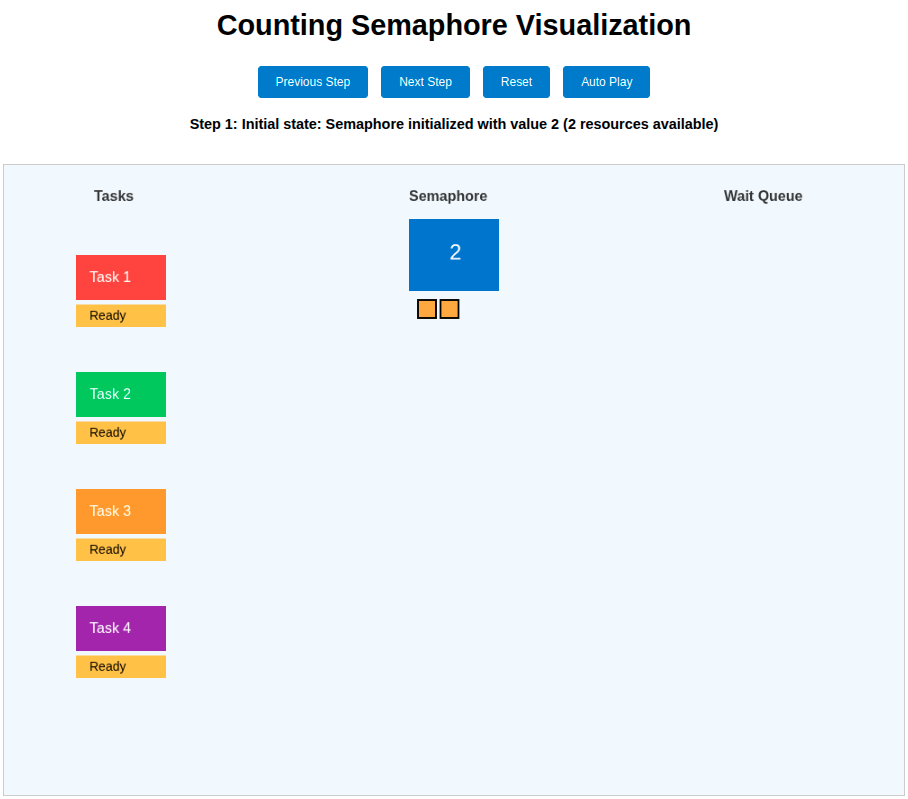 Counting Semaphore Visualization
Previous Step
Next Step
Reset
Auto Play
Step 1: Initial state: Semaphore initialized with value 2 (2 resources available)
Tasks
Semaphore
Wait Queue
2
Task 1
Ready
Task 2
Ready
Task 3
Ready
Task 4
Ready